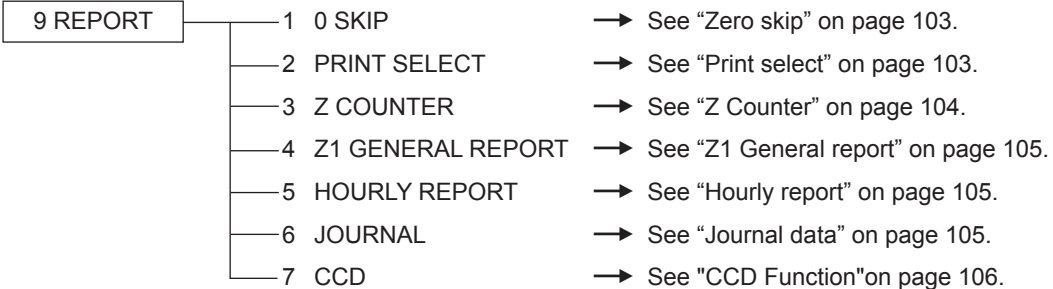 9 REPORT 1 0 SKIP See “Zero skip” on page 103.
2 PRINT SELECT See “Print select” on page 103.
3 Z COUNTER See “Z Counter” on page 104.
4 Z1 GENERAL REPORT See “Z1 General report” on page 105.
5 HOURLY REPORT See “Hourly report” on page 105.
6 JOURNAL See “Journal data” on page 105.
7 CCD See "CCD Function"on page 106.